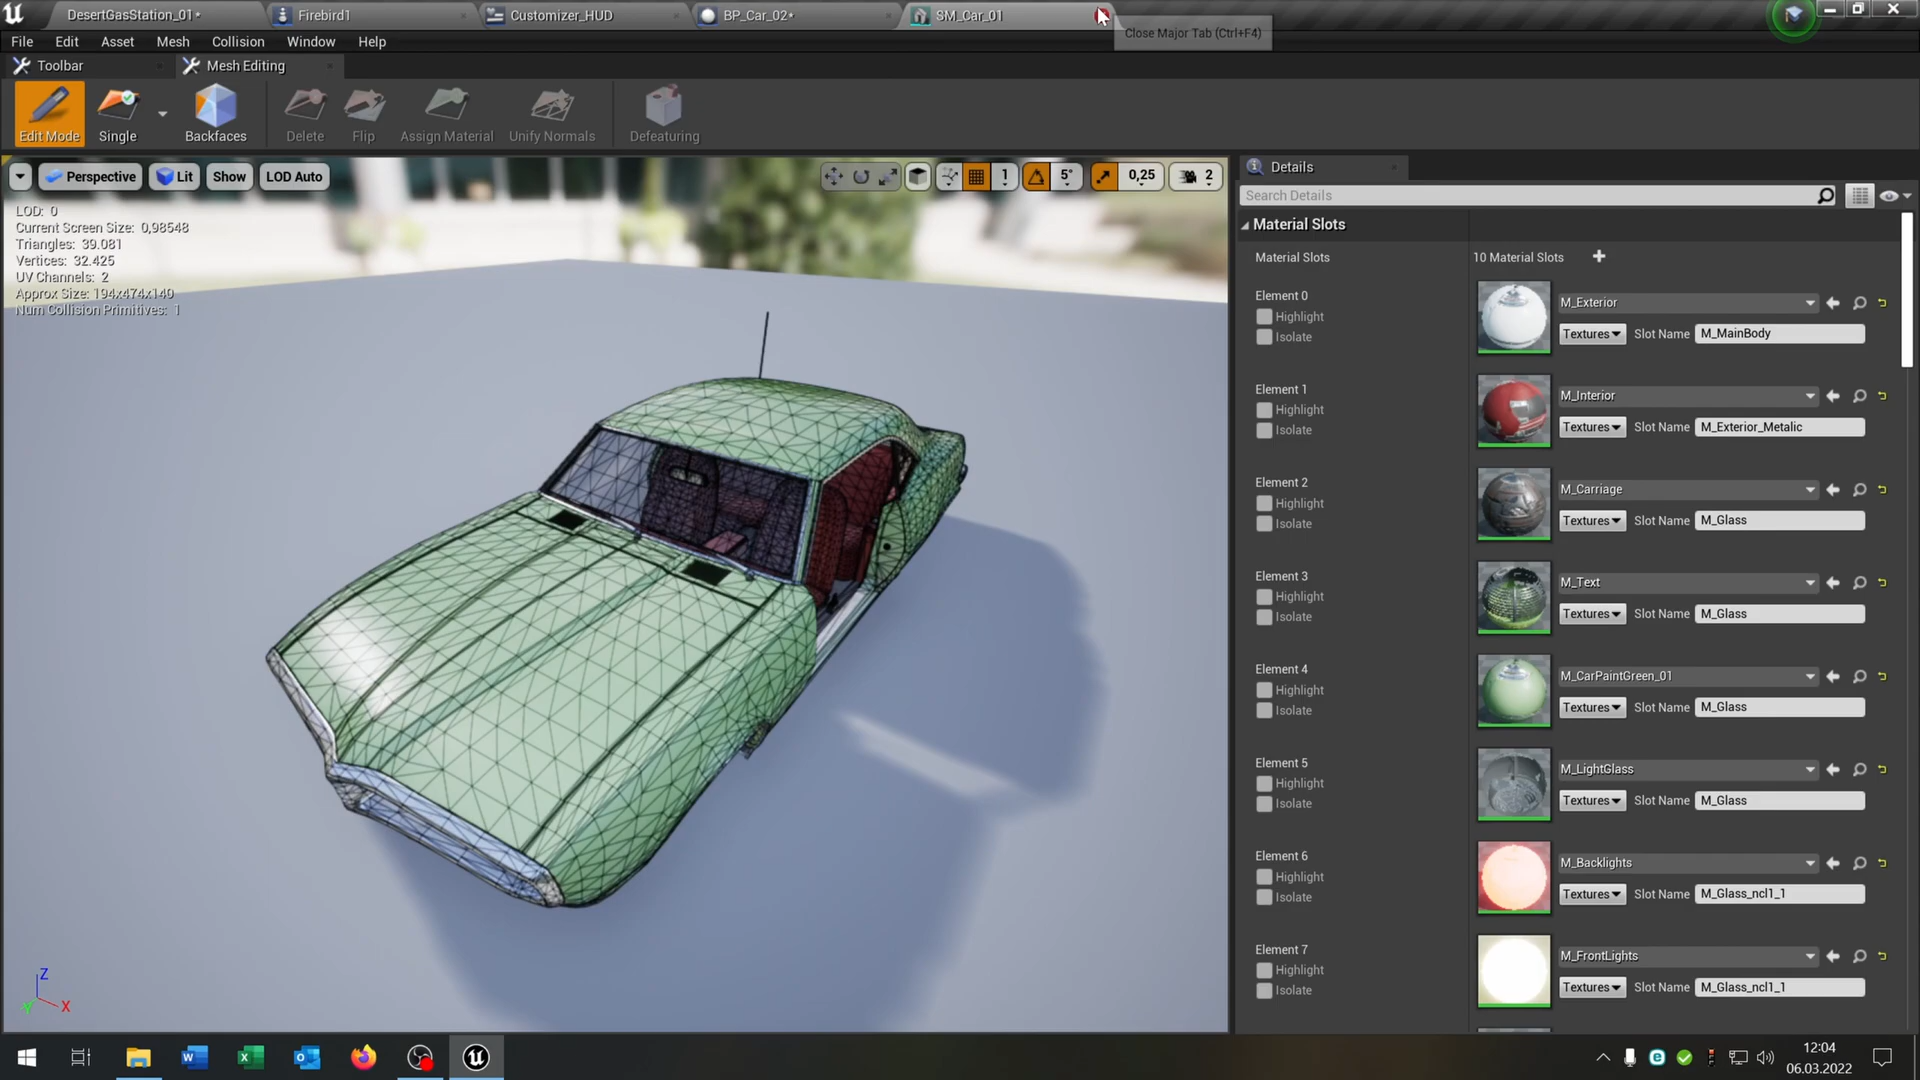 DesertGasStation_01*
Firebird1
Customizer_HUD
BP_Car_02*
SM_Car_01
Close Major Tab (Ctrl+F4)
File
Edit
Asset
Mesh
Collision
Window
Help
Toolbar
Mesh Editing
Edit Mode
Single
Backfaces
Delete
Flip
Assign Material
Unify Normals
Defeaturing
Perspective
Lit
Show
LOD Auto
1
5°
0,25
2
LOD: 0
Current Screen Size: 0,98548
Triangles: 39.081
Vertices: 32.425
UV Channels: 2
Approx Size: 194x474x140
Num Collision Primitives: 1
Z
Y
X
Details
Search Details
Material Slots
Material Slots
10 Material Slots
Element 0
Highlight
Isolate
M_Exterior
Textures
Slot Name
M_MainBody
Element 1
Highlight
Isolate
M_Interior
Textures
Slot Name
M_Exterior_Metalic
Element 2
Highlight
Isolate
M_Carriage
Textures
Slot Name
M_Glass
Element 3
Highlight
Isolate
M_Text
Textures
Slot Name
M_Glass
Element 4
Highlight
Isolate
M_CarPaintGreen_01
Textures
Slot Name
M_Glass
Element 5
Highlight
Isolate
M_LightGlass
Textures
Slot Name
M_Glass
Element 6
Highlight
Isolate
M_Backlights
Textures
Slot Name
M_Glass_ncl1_1
Element 7
Highlight
Isolate
M_FrontLights
Textures
Slot Name
M_Glass_ncl1_1
12:04
06.03.2022